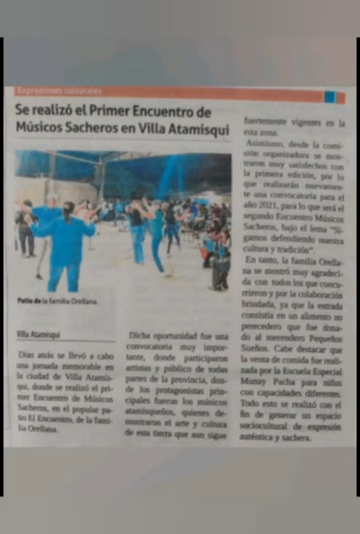 Expresiones culturales
Se realizó el Primer Encuentro de
Músicos Sacheros en Villa Atamisqui
Patio de la familia Orellana.
Villa Atamisqui
Días atrás se llevó a cabo
una jornada memorable en
la ciudad de Villa Atamis-
qui, donde se realizó el pri-
mer Encuentro de Músicos
Sacheros, en el popular pa-
tio El Encuentro, de la fami-
lia Orellana.
Dicha oportunidad fue una
convocatoria muy impor-
tante, donde participaron
artistas y público de todas
partes de la provincia, don-
de los protagonistas prin-
cipales fueron los músicos
atamisqueños, quienes de-
mostraron el arte y cultura
de esta tierra que aun sigue
fuertemente vigentes en la
esta zona.
Asimismo, desde la comi-
sión organizadora se mos-
traron muy satisfechos con
la primera edición, por lo
que realizarán nuevamen-
te una convocatoria para el
año 2021, para lo que será el
segundo Encuentro Músicos
Sacheros, bajo el lema "Si-
gamos defendiendo nuestra
cultura y tradición".
En tanto, la familia Orella-
na se mostró muy agradeci-
da con todos los que concu-
rrieron y por la colaboración
brindada, ya que la entrada
consistía en un alimento no
perecedero que fue dona-
do al merendero Pequeños
Sueños. Cabe destacar que
la venta de comida fue reali-
zada por la Escuela Especial
Munay Pacha para niños
con capacidades diferentes.
Todo esto se realizó con el
fin de generar un espacio
sociocultural de expresión
auténtica y sachera.